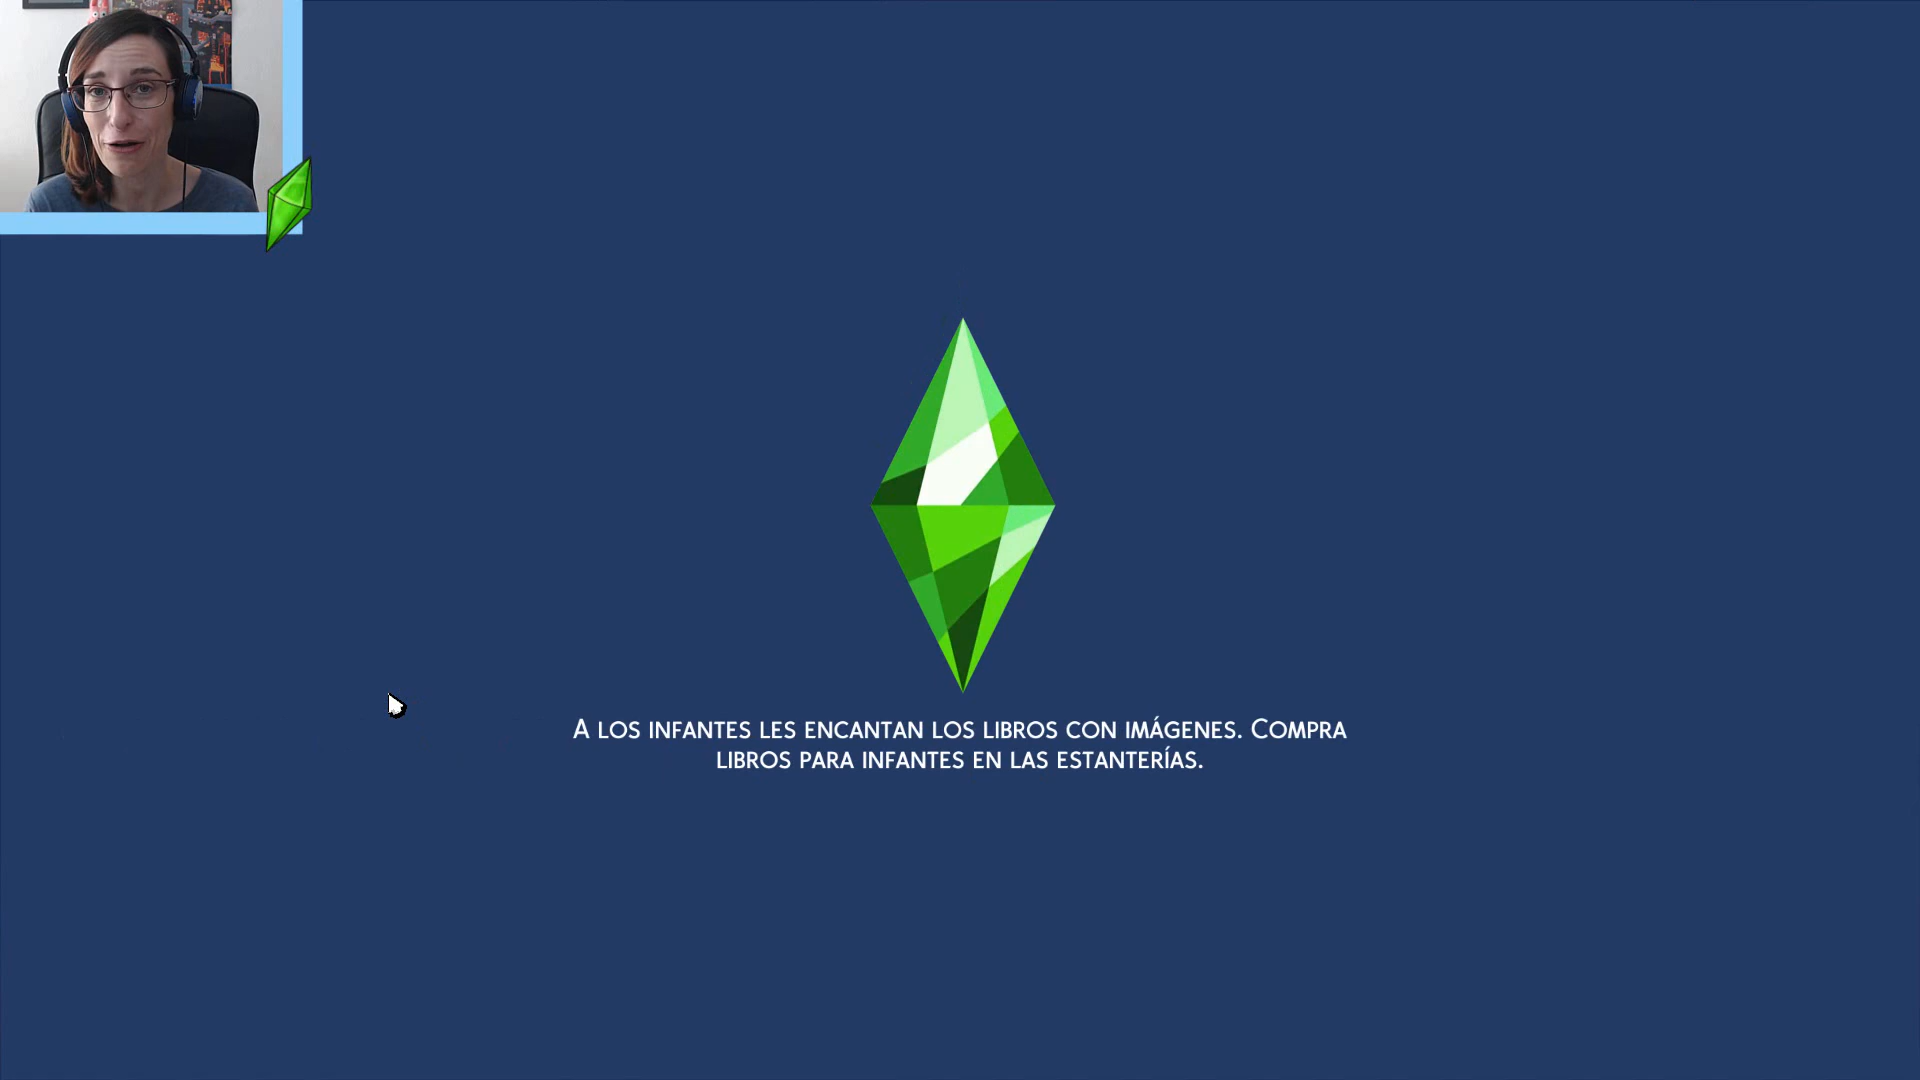 A LOS INFANTES LES ENCANTAN LOS LIBROS CON IMÁGENES. COMPRA
LIBROS PARA INFANTES EN LAS ESTANTERÍAS.